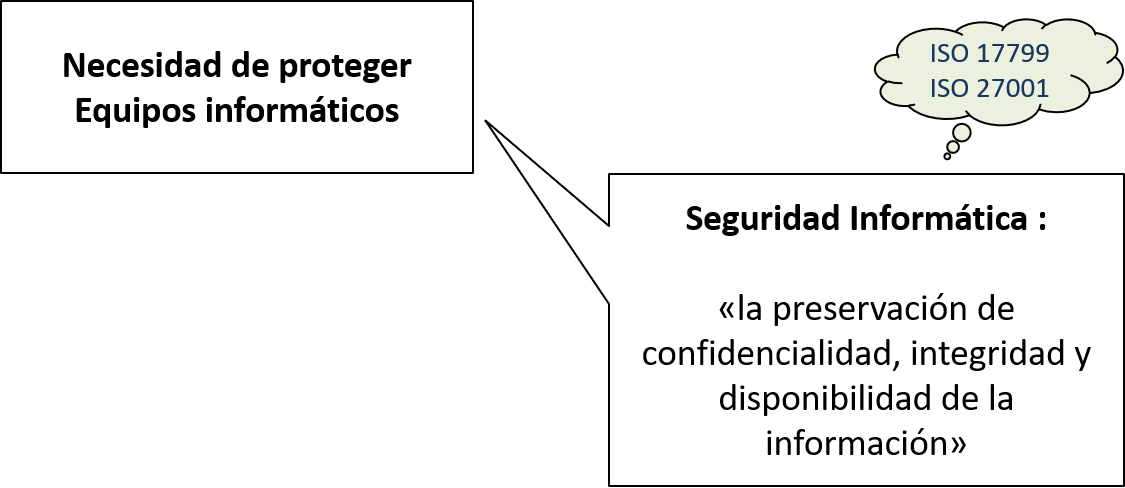 Necesidad de proteger
Equipos informáticos
ISO 17799
ISO 27001
Seguridad Informática :
«la preservación de
confidencialidad, integridad y
disponibilidad de la
información»